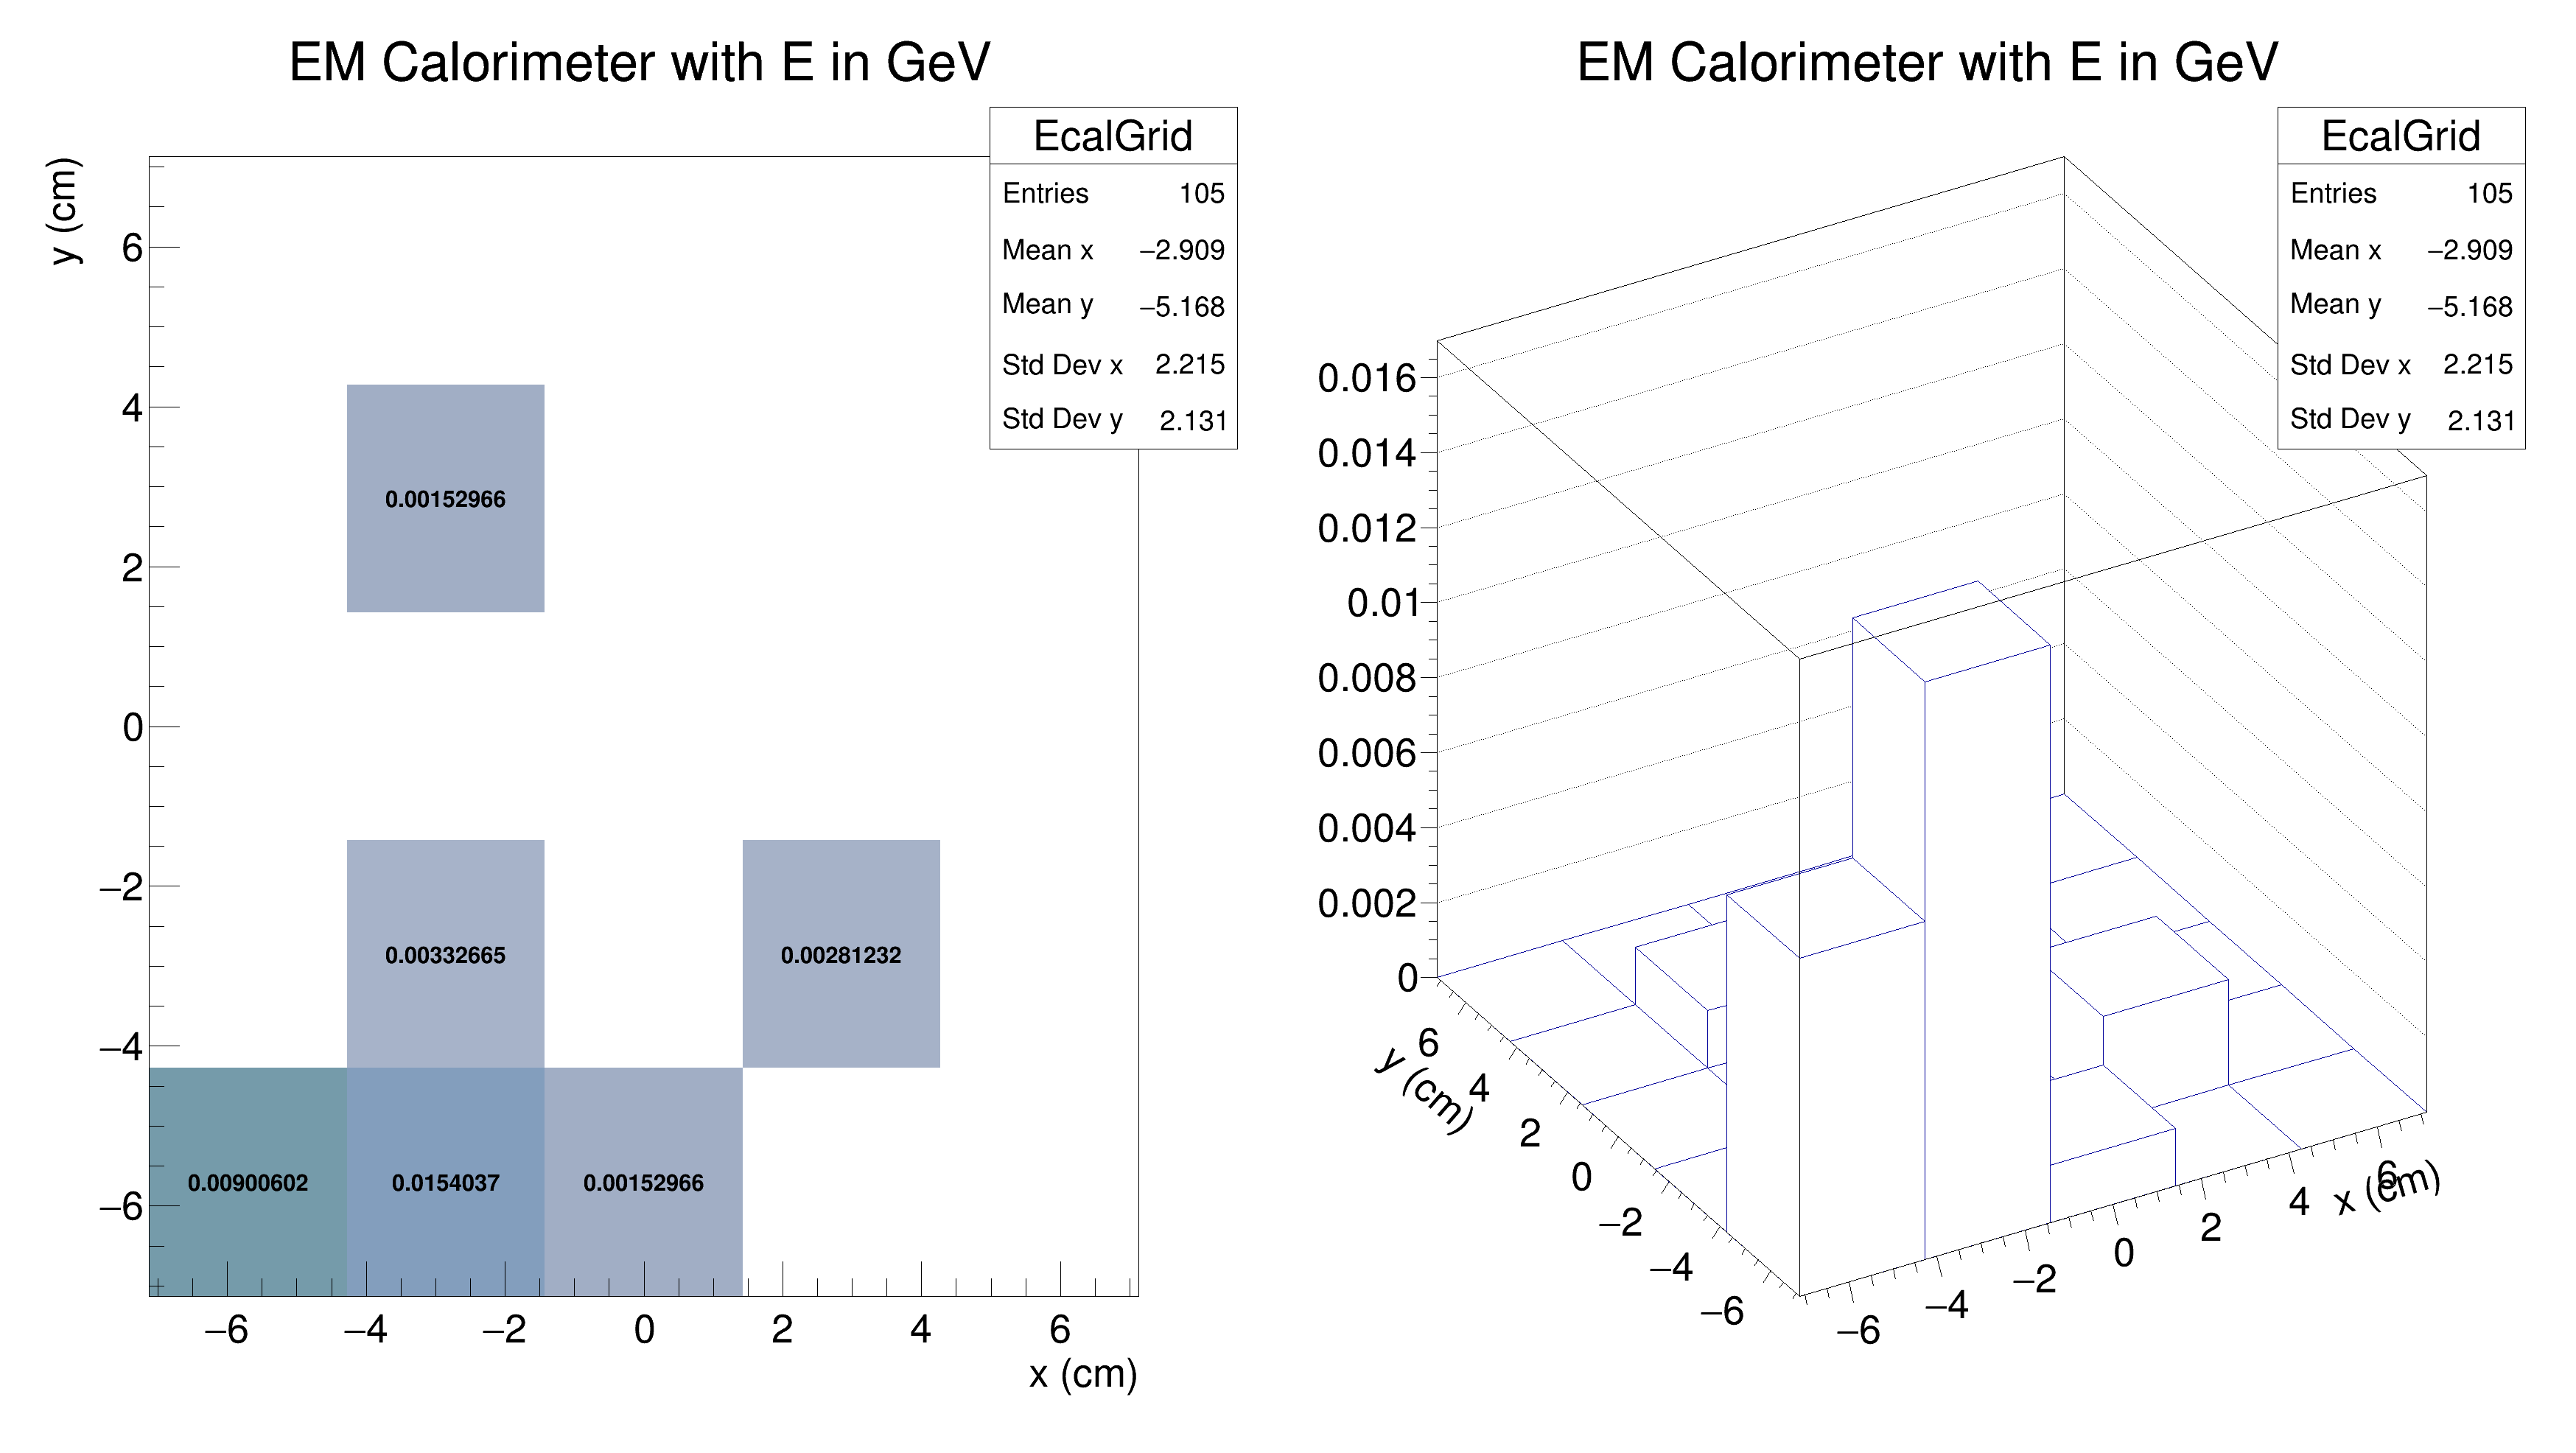 EM Calorimeter with E in GeV
EcalGrid
Entries 105
Mean x −2.909
Mean y −5.168
Std Dev x 2.215
Std Dev y 2.131
y (cm)
6
4
2
0
−2
−4
−6
0.00152966
0.00332665
0.00281232
0.00900602
0.0154037
0.00152966
−6
−4
−2
0
2
4
6
x (cm)
EM Calorimeter with E in GeV
EcalGrid
Entries 105
Mean x −2.909
Mean y −5.168
Std Dev x 2.215
Std Dev y 2.131
0.016
0.014
0.012
0.01
0.008
0.006
0.004
0.002
0
6
4
2
0
−2
−4
−6
y (cm)
−6
−4
−2
0
2
4
6
x (cm)